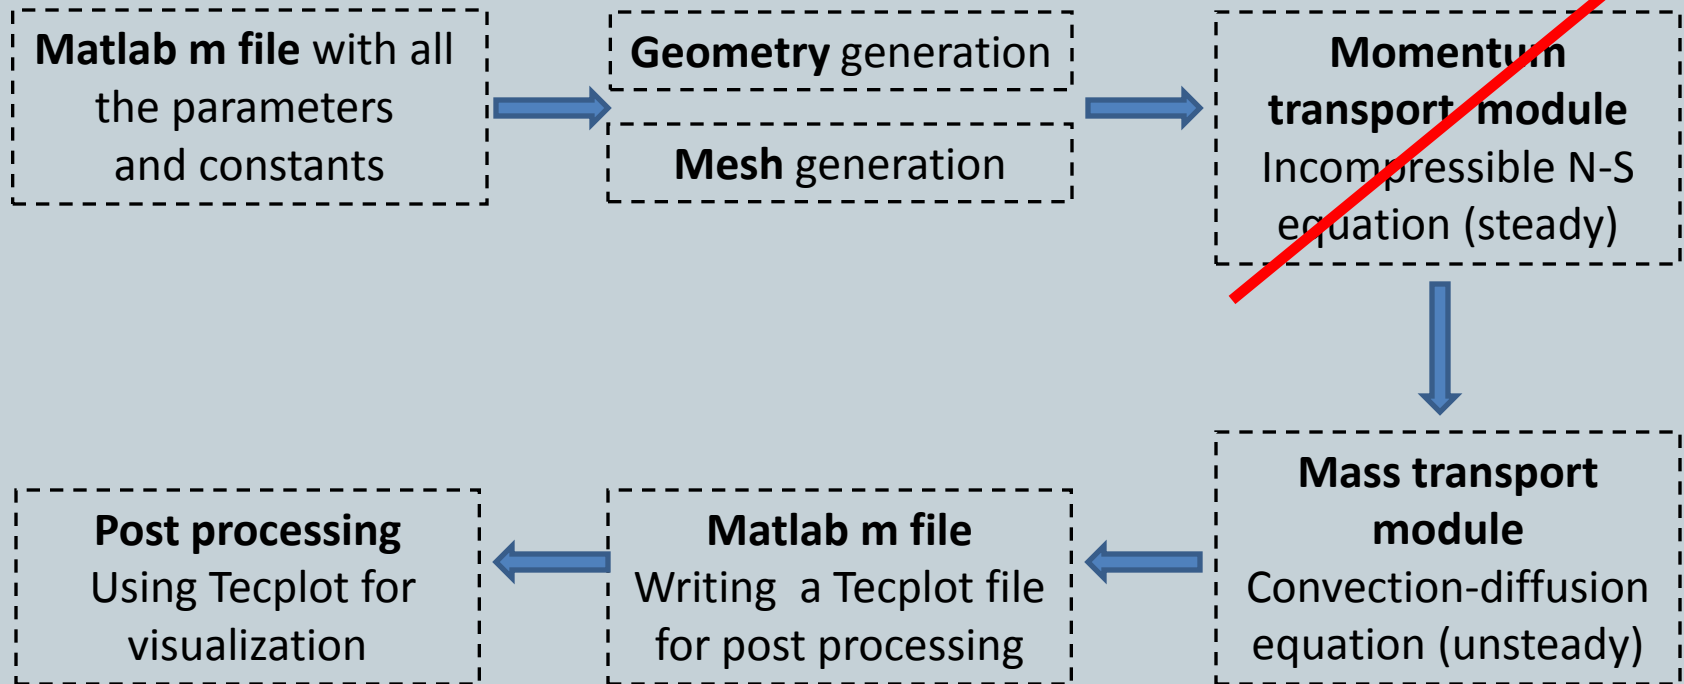 Matlab m file with all
the parameters
and constants
Geometry generation
Mesh generation
Momentum
transport module
Incompressible N-S
equation (steady)
Mass transport
module
Convection-diffusion
equation (unsteady)
Matlab m file
Writing a Tecplot file
for post processing
Post processing
Using Tecplot for
visualization